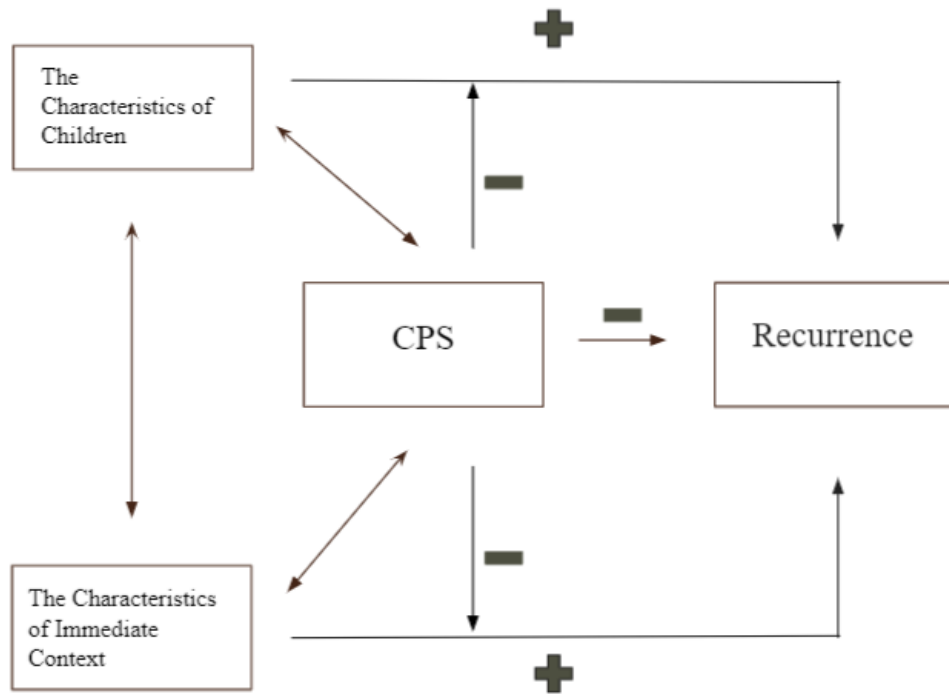 The
Characteristics of
Children
CPS
Recurrence
The Characteristics
of Immediate
Context